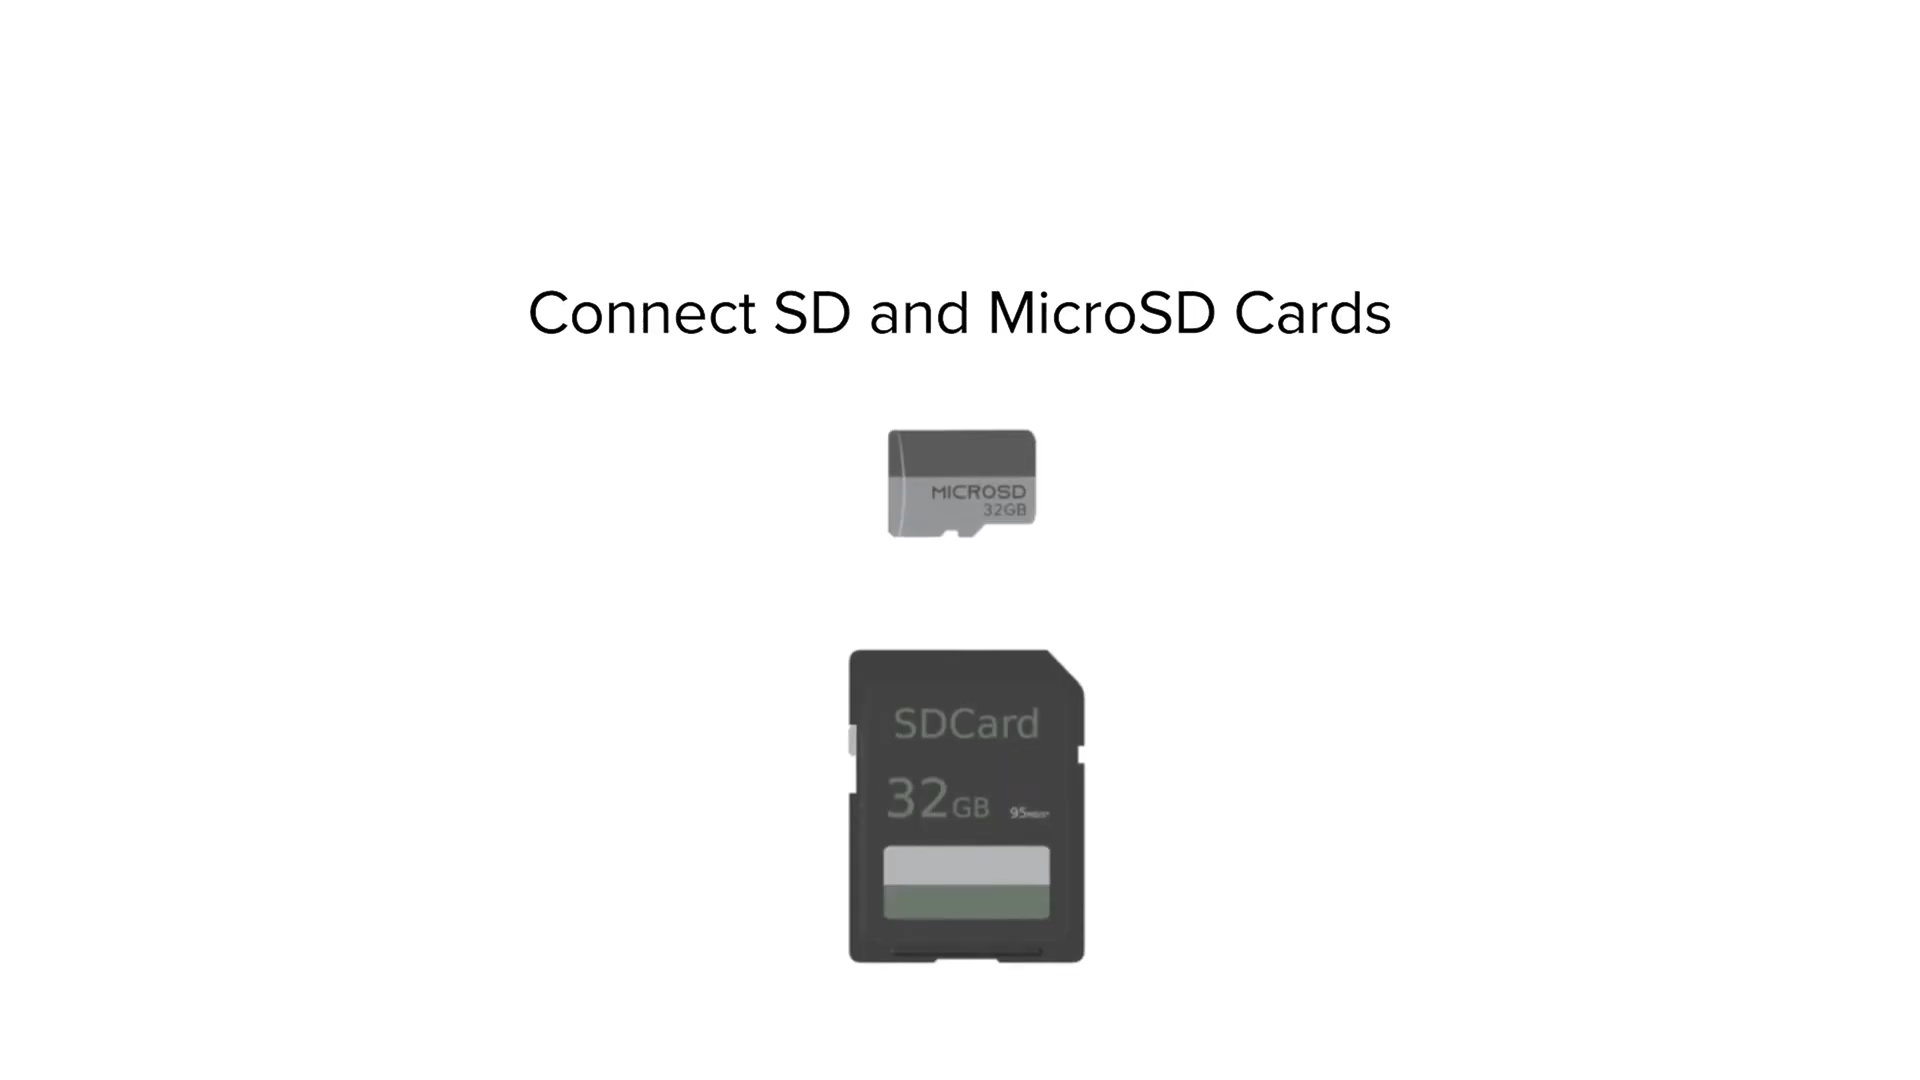 Connect SD and MicroSD Cards
MICROSD
32GB
SDCard
32GB